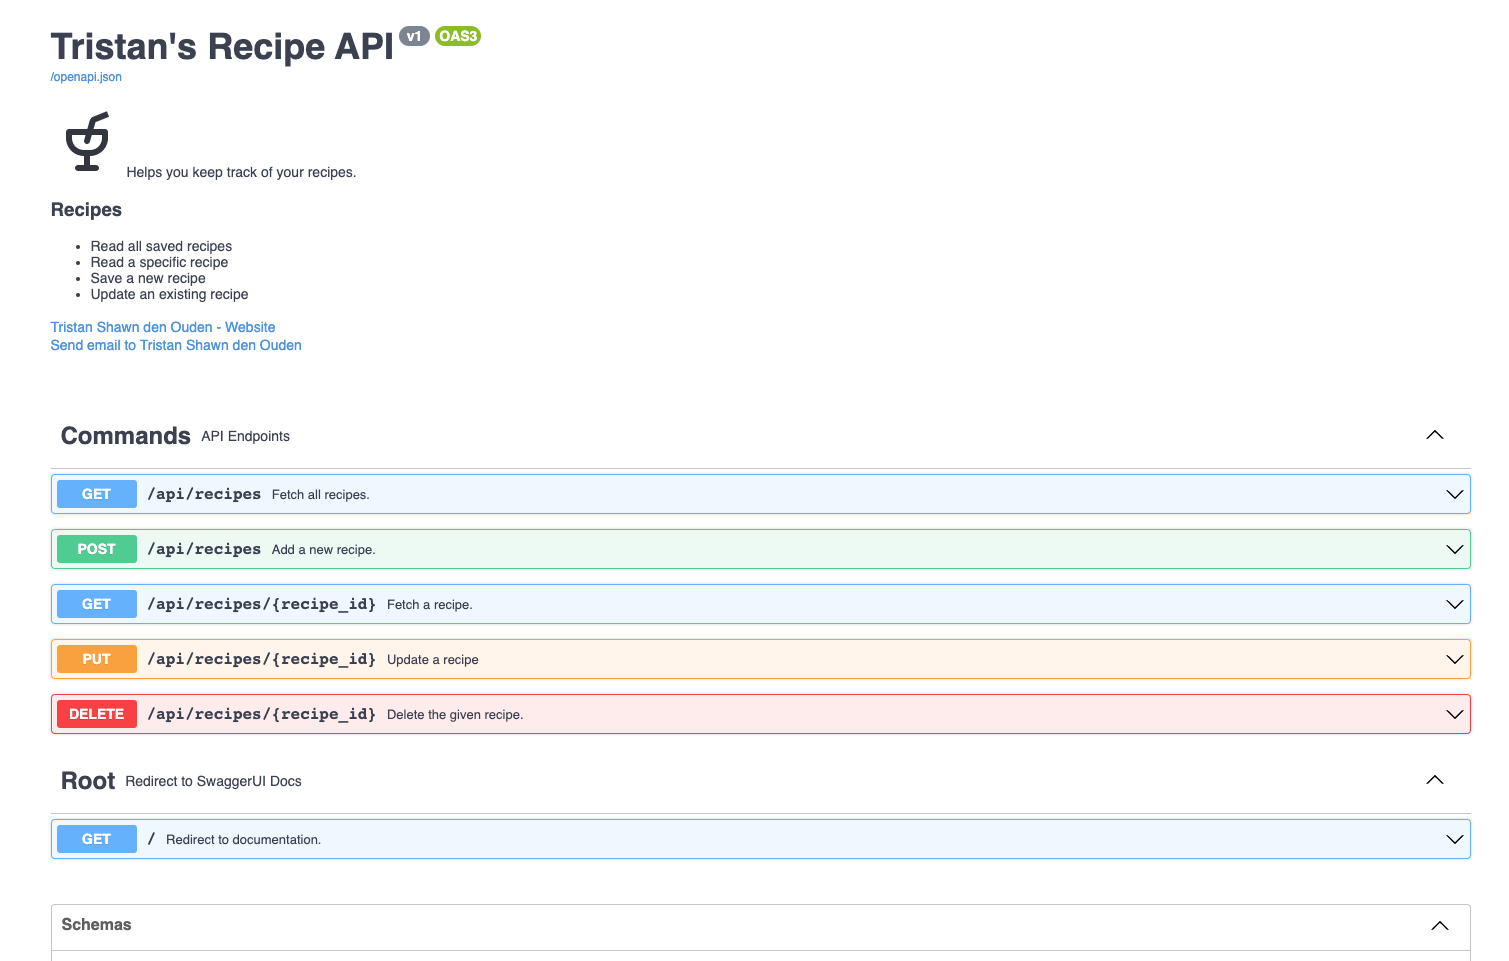 Tristan's Recipe API v1 OAS3
/openapi.json
Helps you keep track of your recipes.
Recipes
Read all saved recipes
Read a specific recipe
Save a new recipe
Update an existing recipe
Tristan Shawn den Ouden - Website
Send email to Tristan Shawn den Ouden
Commands API Endpoints
GET /api/recipes Fetch all recipes.
POST /api/recipes Add a new recipe.
GET /api/recipes/{recipe_id} Fetch a recipe.
PUT /api/recipes/{recipe_id} Update a recipe
DELETE /api/recipes/{recipe_id} Delete the given recipe.
Root Redirect to SwaggerUI Docs
GET / Redirect to documentation.
Schemas